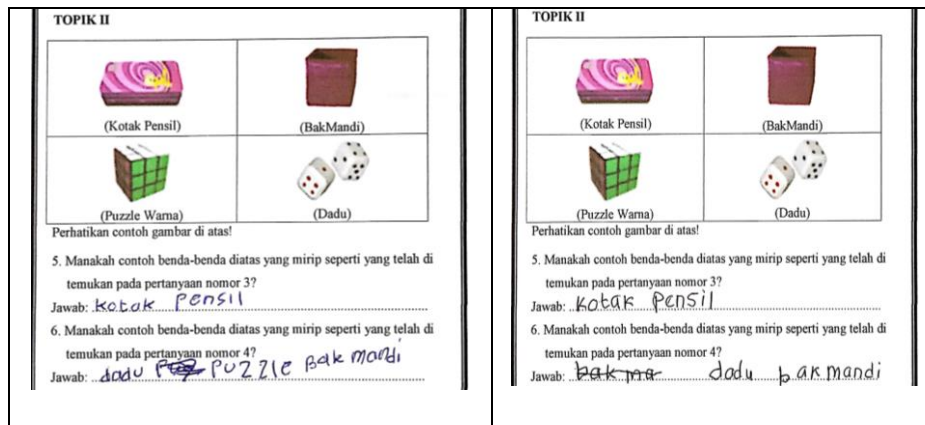 TOPIK II
(Kotak Pensil) (BakMandi)
(Puzzle Warna) (Dadu)
Perhatikan contoh gambar di atas!
5. Manakah contoh benda-benda diatas yang mirip seperti yang telah di
temukan pada pertanyaan nomor 3?
Jawab: kotak pensil
6. Manakah contoh benda-benda diatas yang mirip seperti yang telah di
temukan pada pertanyaan nomor 4?
Jawab: dadu puzzle bak mandi
TOPIK II
(Kotak Pensil) (BakMandi)
(Puzzle Warna) (Dadu)
Perhatikan contoh gambar di atas!
5. Manakah contoh benda-benda diatas yang mirip seperti yang telah di
temukan pada pertanyaan nomor 3?
Jawab: kotak pensil
6. Manakah contoh benda-benda diatas yang mirip seperti yang telah di
temukan pada pertanyaan nomor 4?
Jawab: bak ma dadu bak mandi